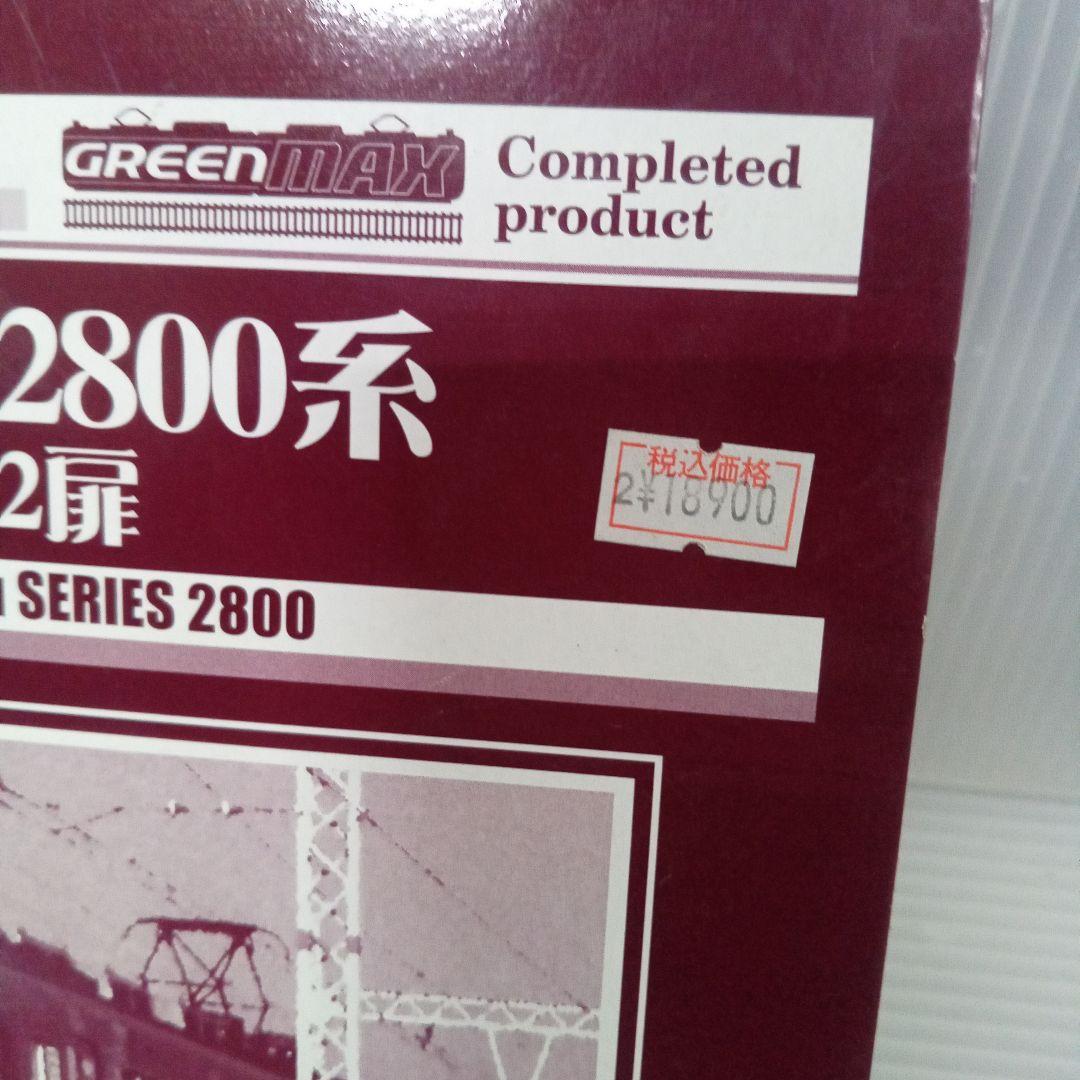 GREENMAX
Completed
product
2800系
2扉
税込価格
2¥18900
SERIES 2800